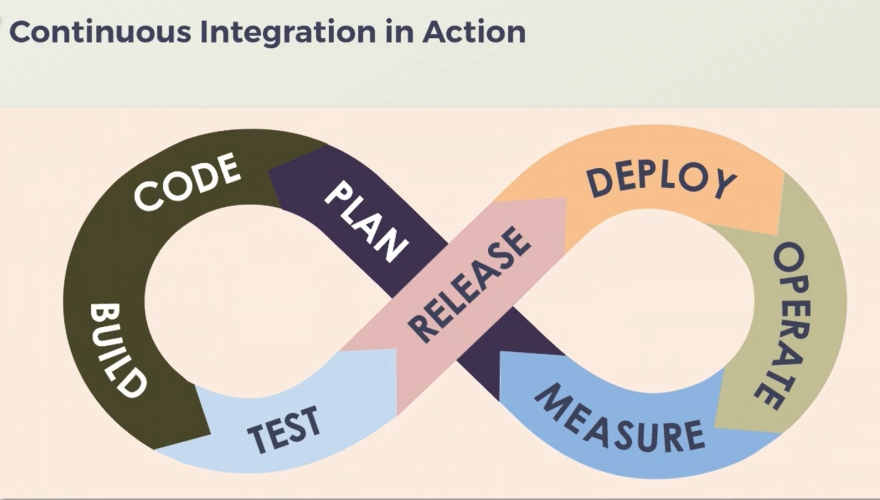 Continuous Integration in Action
CODE
PLAN
BUILD
TEST
RELEASE
DEPLOY
OPERATE
MEASURE